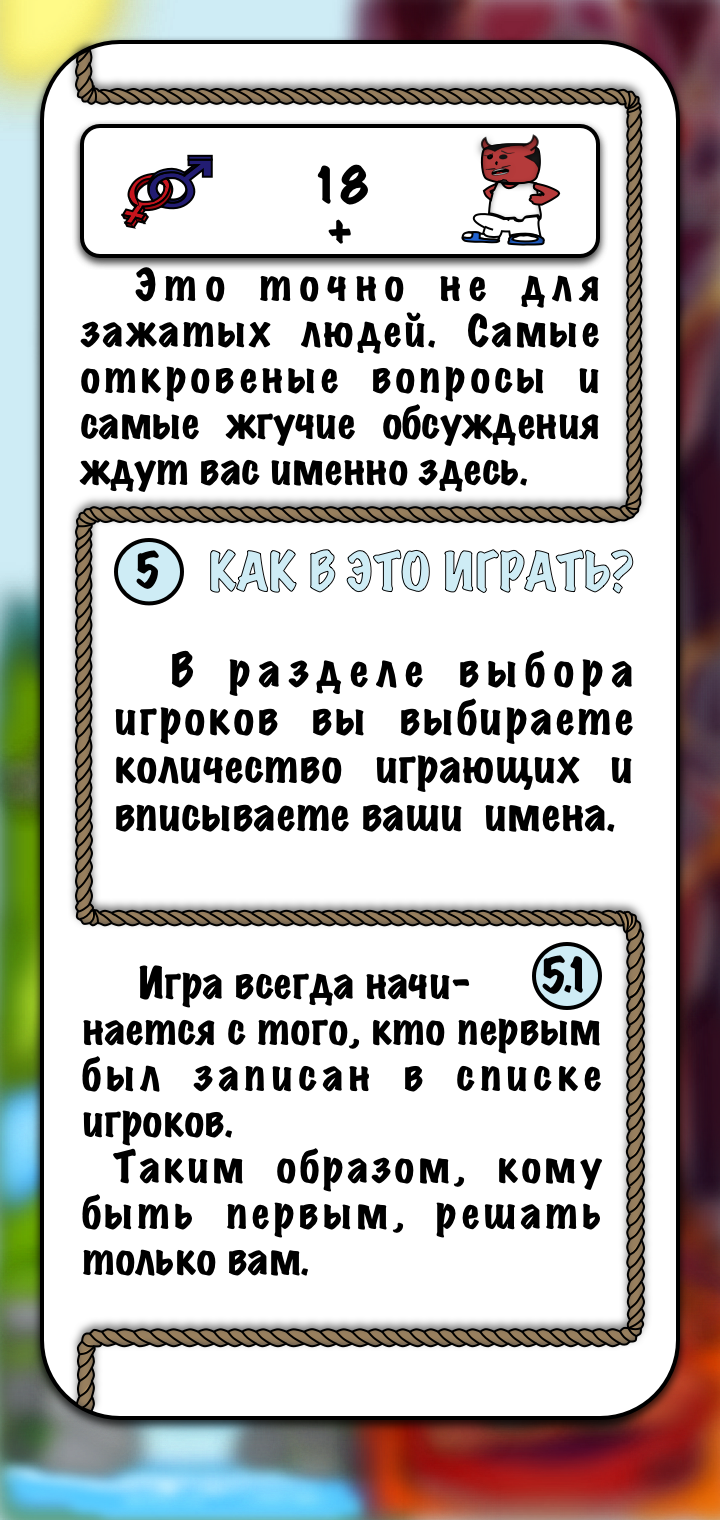 18
+
Это точно не для
зажатых людей. Самые
откровеные вопросы и
самые жгучие обсуждения
ждут вас именно здесь.
5 КАК В ЭТО ИГРАТЬ?
В разделе выбора
игроков вы выбираете
количество играющих и
вписываете ваши имена.
5.1
Игра всегда начи-
нается с того, кто первым
был записан в списке
игроков.
Таким образом, кому
быть первым, решать
только вам.